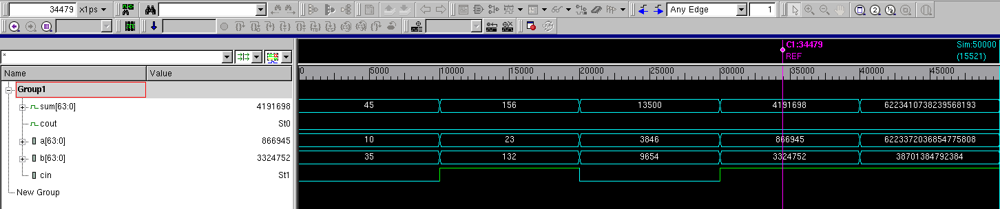 34479 x1ps Any Edge 1
C1:34479 Sim:50000
* REF (15521)
Name Value 0 5000 10000 15000 20000 25000 30000 35000 40000 45000
Group1
sum[63:0] 4191698 45 156 13500 4191698 6223410738239568193
cout St0
a[63:0] 866945 10 23 3846 866945 6223372036854775808
b[63:0] 3324752 35 132 9654 3324752 38701384792384
cin St1
New Group